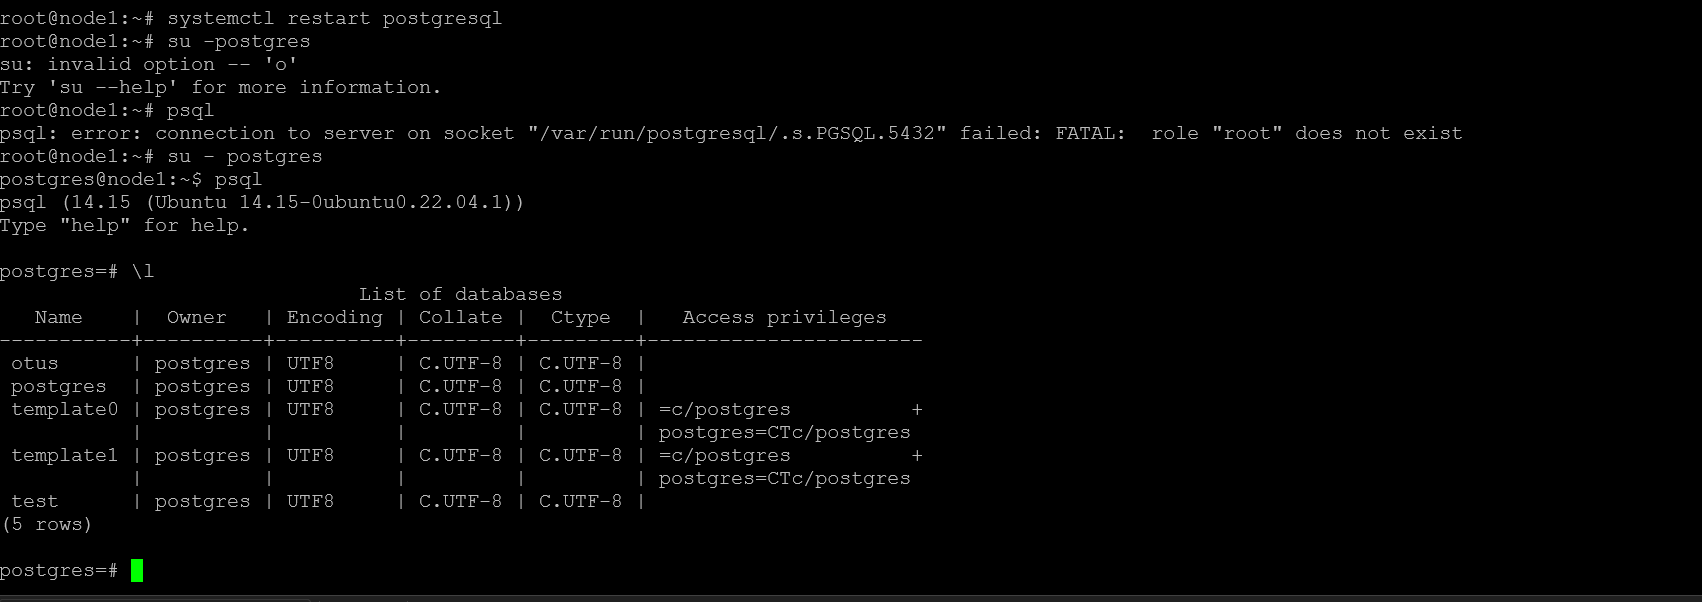 root@node1:~# systemctl restart postgresql
root@node1:~# su -postgres
su: invalid option -- 'o'
Try 'su --help' for more information.
root@node1:~# psql
psql: error: connection to server on socket "/var/run/postgresql/.s.PGSQL.5432" failed: FATAL:  role "root" does not exist
root@node1:~# su - postgres
postgres@node1:~$ psql
psql (14.15 (Ubuntu 14.15-0ubuntu0.22.04.1))
Type "help" for help.

postgres=# \l
                              List of databases
   Name    |  Owner   | Encoding | Collate |  Ctype  |   Access privileges
-----------+----------+----------+---------+---------+-----------------------
 otus      | postgres | UTF8     | C.UTF-8 | C.UTF-8 |
 postgres  | postgres | UTF8     | C.UTF-8 | C.UTF-8 |
 template0 | postgres | UTF8     | C.UTF-8 | C.UTF-8 | =c/postgres          +
           |          |          |         |         | postgres=CTc/postgres
 template1 | postgres | UTF8     | C.UTF-8 | C.UTF-8 | =c/postgres          +
           |          |          |         |         | postgres=CTc/postgres
 test      | postgres | UTF8     | C.UTF-8 | C.UTF-8 |
(5 rows)

postgres=#